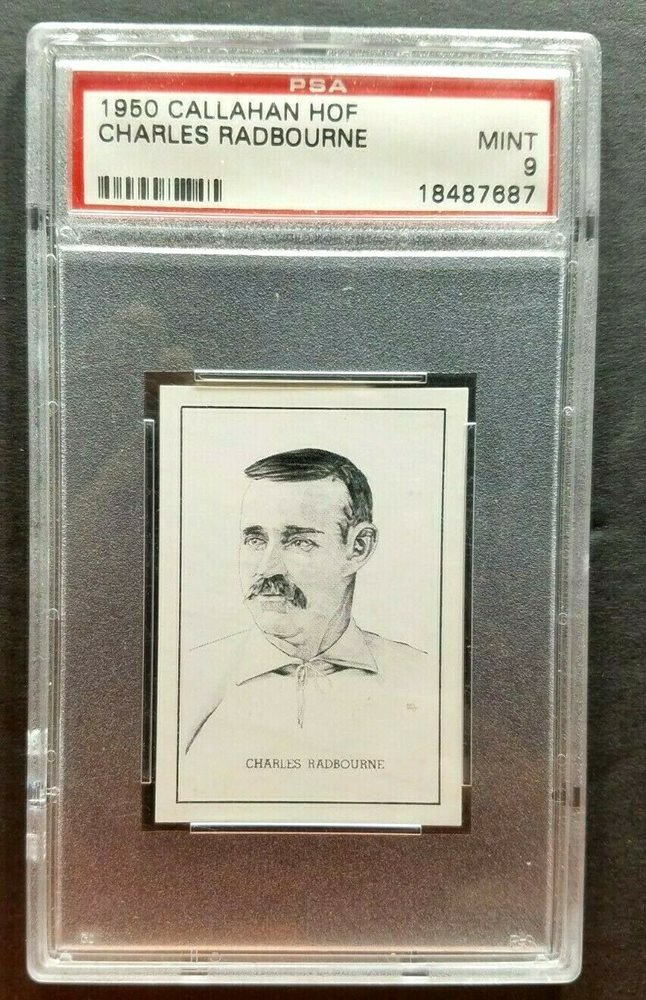 PSA
1950 CALLAHAN HOF
CHARLES RADBOURNE
MINT
9
18487687
CHARLES RADBOURNE